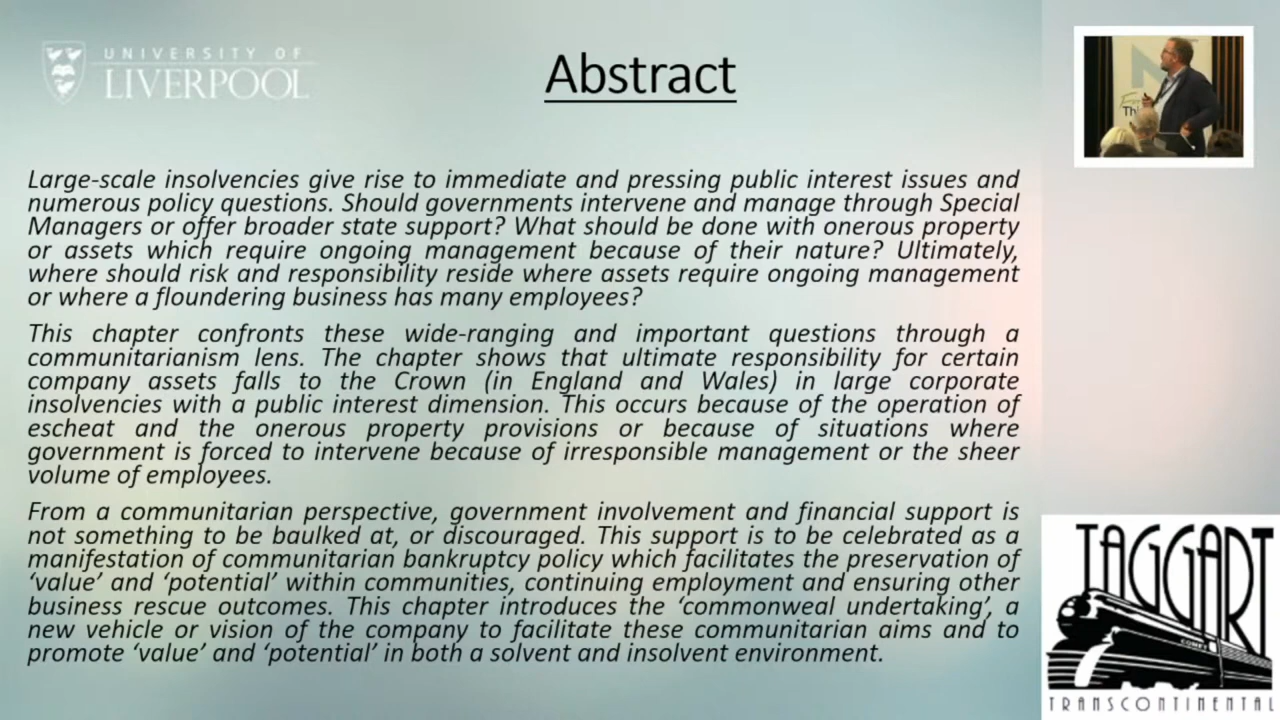 UNIVERSITY OF
LIVERPOOL
Abstract
Large-scale insolvencies give rise to immediate and pressing public interest issues and
numerous policy questions. Should governments intervene and manage through Special
Managers or offer broader state support? What should be done with onerous property
or assets which require ongoing management because of their nature? Ultimately,
where should risk and responsibility reside where assets require ongoing management
or where a floundering business has many employees?
This chapter confronts these wide-ranging and important questions through a
communitarianism lens. The chapter shows that ultimate responsibility for certain
company assets falls to the Crown (in England and Wales) in large corporate
insolvencies with a public interest dimension. This occurs because of the operation of
escheat and the onerous property provisions or because of situations where
government is forced to intervene because of irresponsible management or the sheer
volume of employees.
From a communitarian perspective, government involvement and financial support is
not something to be baulked at, or discouraged. This support is to be celebrated as a
manifestation of communitarian bankruptcy policy which facilitates the preservation of
‘value’ and ‘potential’ within communities, continuing employment and ensuring other
business rescue outcomes. This chapter introduces the ‘commonweal undertaking’, a
new vehicle or vision of the company to facilitate these communitarian aims and to
promote ‘value’ and ‘potential’ in both a solvent and insolvent environment.
TAGGART
TRANSCONTINENTAL